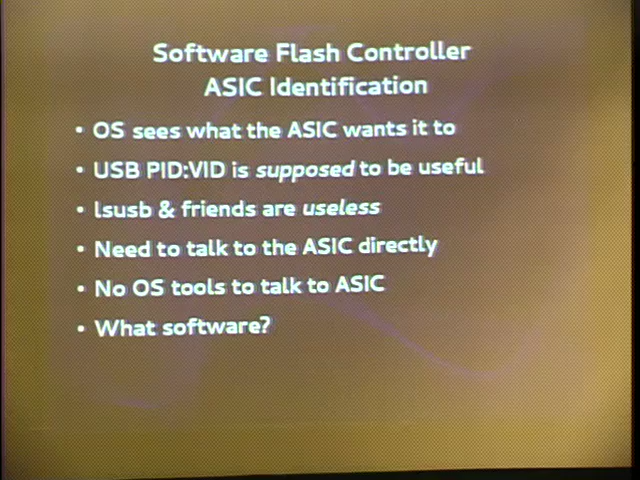 Software Flash Controller
ASIC Identification
• OS sees what the ASIC wants it to
• USB PID:VID is supposed to be useful
• lsusb & friends are useless
• Need to talk to the ASIC directly
• No OS tools to talk to ASIC
• What software?